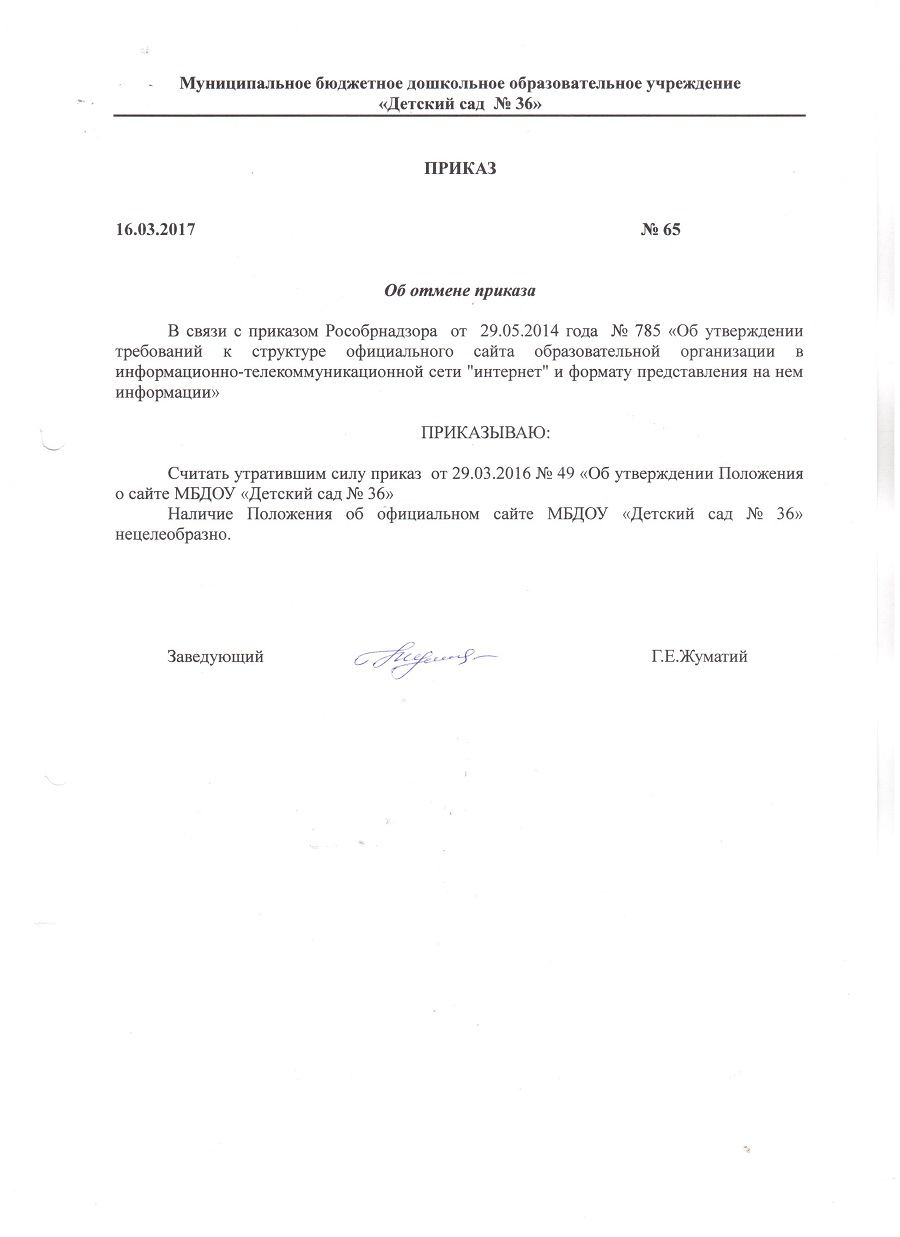 Муниципальное бюджетное дошкольное образовательное учреждение
«Детский сад № 36»
ПРИКАЗ
16.03.2017 № 65
Об отмене приказа
В связи с приказом Рособрнадзора от 29.05.2014 года № 785 «Об утверждении
требований к структуре официального сайта образовательной организации в
информационно-телекоммуникационной сети "интернет" и формату представления на нем
информации»
ПРИКАЗЫВАЮ:
Считать утратившим силу приказ от 29.03.2016 № 49 «Об утверждении Положения
о сайте МБДОУ «Детский сад № 36»
Наличие Положения об официальном сайте МБДОУ «Детский сад № 36»
нецелеобразно.
Заведующий Г.Е.Жуматий